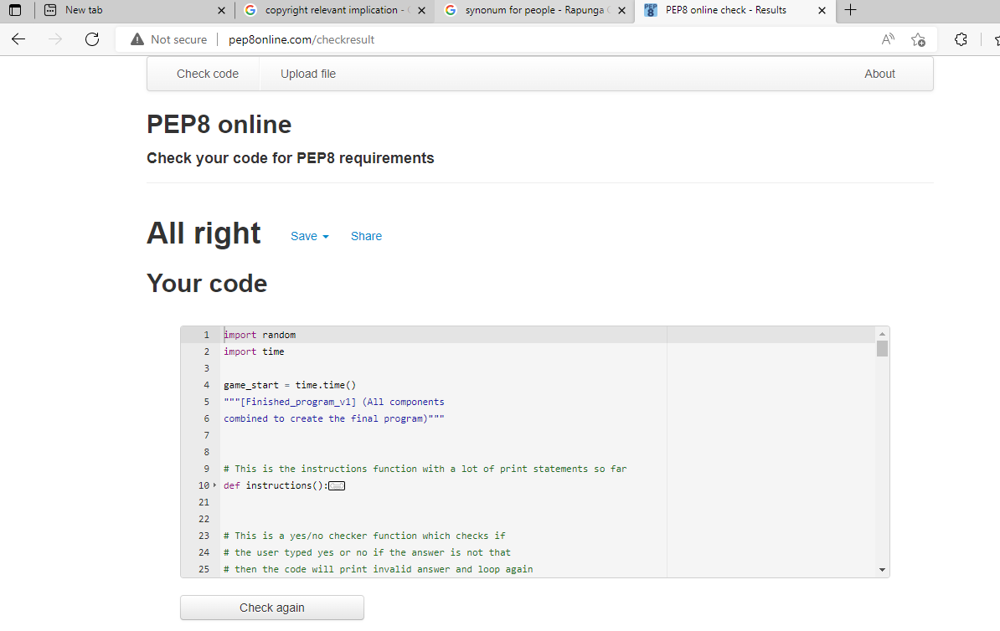 New tab
copyright relevant implication -
synonum for people - Rapunga
PEP8 online check - Results
Not secure
pep8online.com/checkresult
Check code
Upload file
About
PEP8 online
Check your code for PEP8 requirements
All right
Save
Share
Your code
1 import random
2 import time
3
4 game_start = time.time()
5 """[Finished_program_v1] (All components
6 combined to create the final program)"""
7
8
9 # This is the instructions function with a lot of print statements so far
10 def instructions():
21
22
23 # This is a yes/no checker function which checks if
24 # the user typed yes or no if the answer is not that
25 # then the code will print invalid answer and loop again
Check again